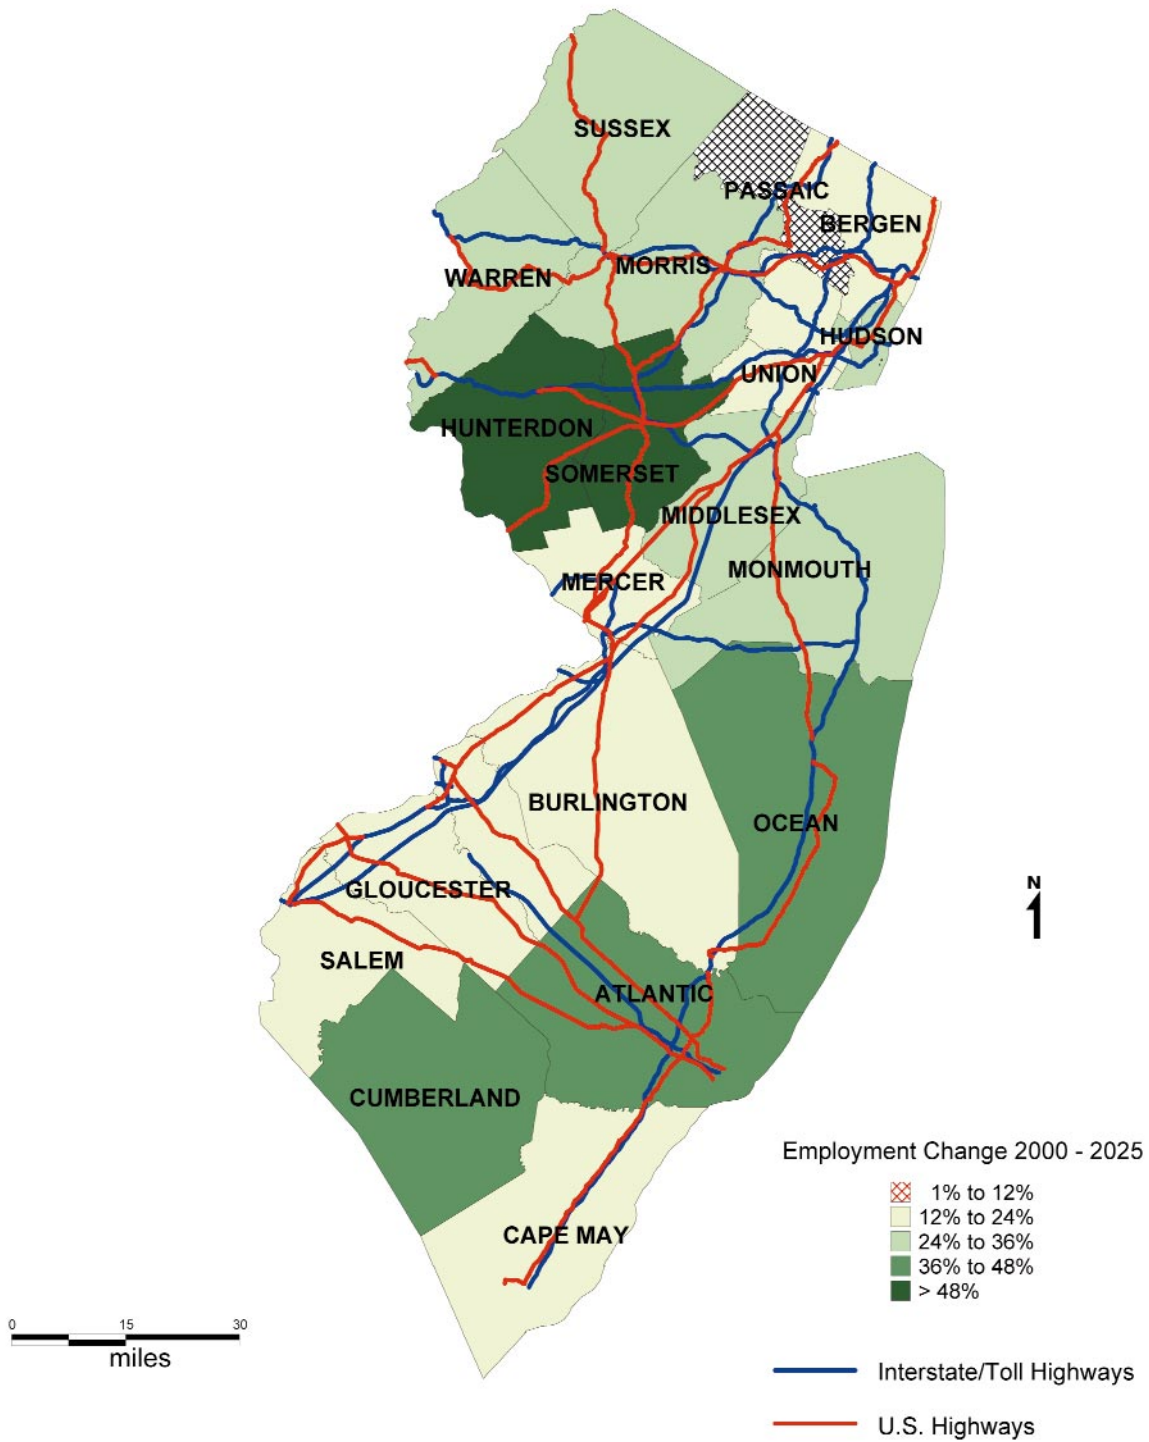 SUSSEX
PASSAIC
BERGEN
WARREN
MORRIS
HUDSON
UNION
HUNTERDON
SOMERSET
MIDDLESEX
MONMOUTH
MERCER
BURLINGTON
OCEAN
GLOUCESTER
SALEM
ATLANTIC
CUMBERLAND
CAPE MAY
N
Employment Change 2000 - 2025
1% to 12%
12% to 24%
24% to 36%
36% to 48%
> 48%
0 15 30
miles
Interstate/Toll Highways
U.S. Highways